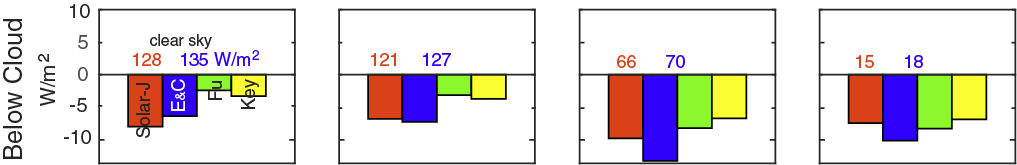 Below Cloud
W/m²
10
5
0
-5
-10
clear sky
128 135 W/m²
Solar-J
E&C
Fu
Key
121 127
66 70
15 18